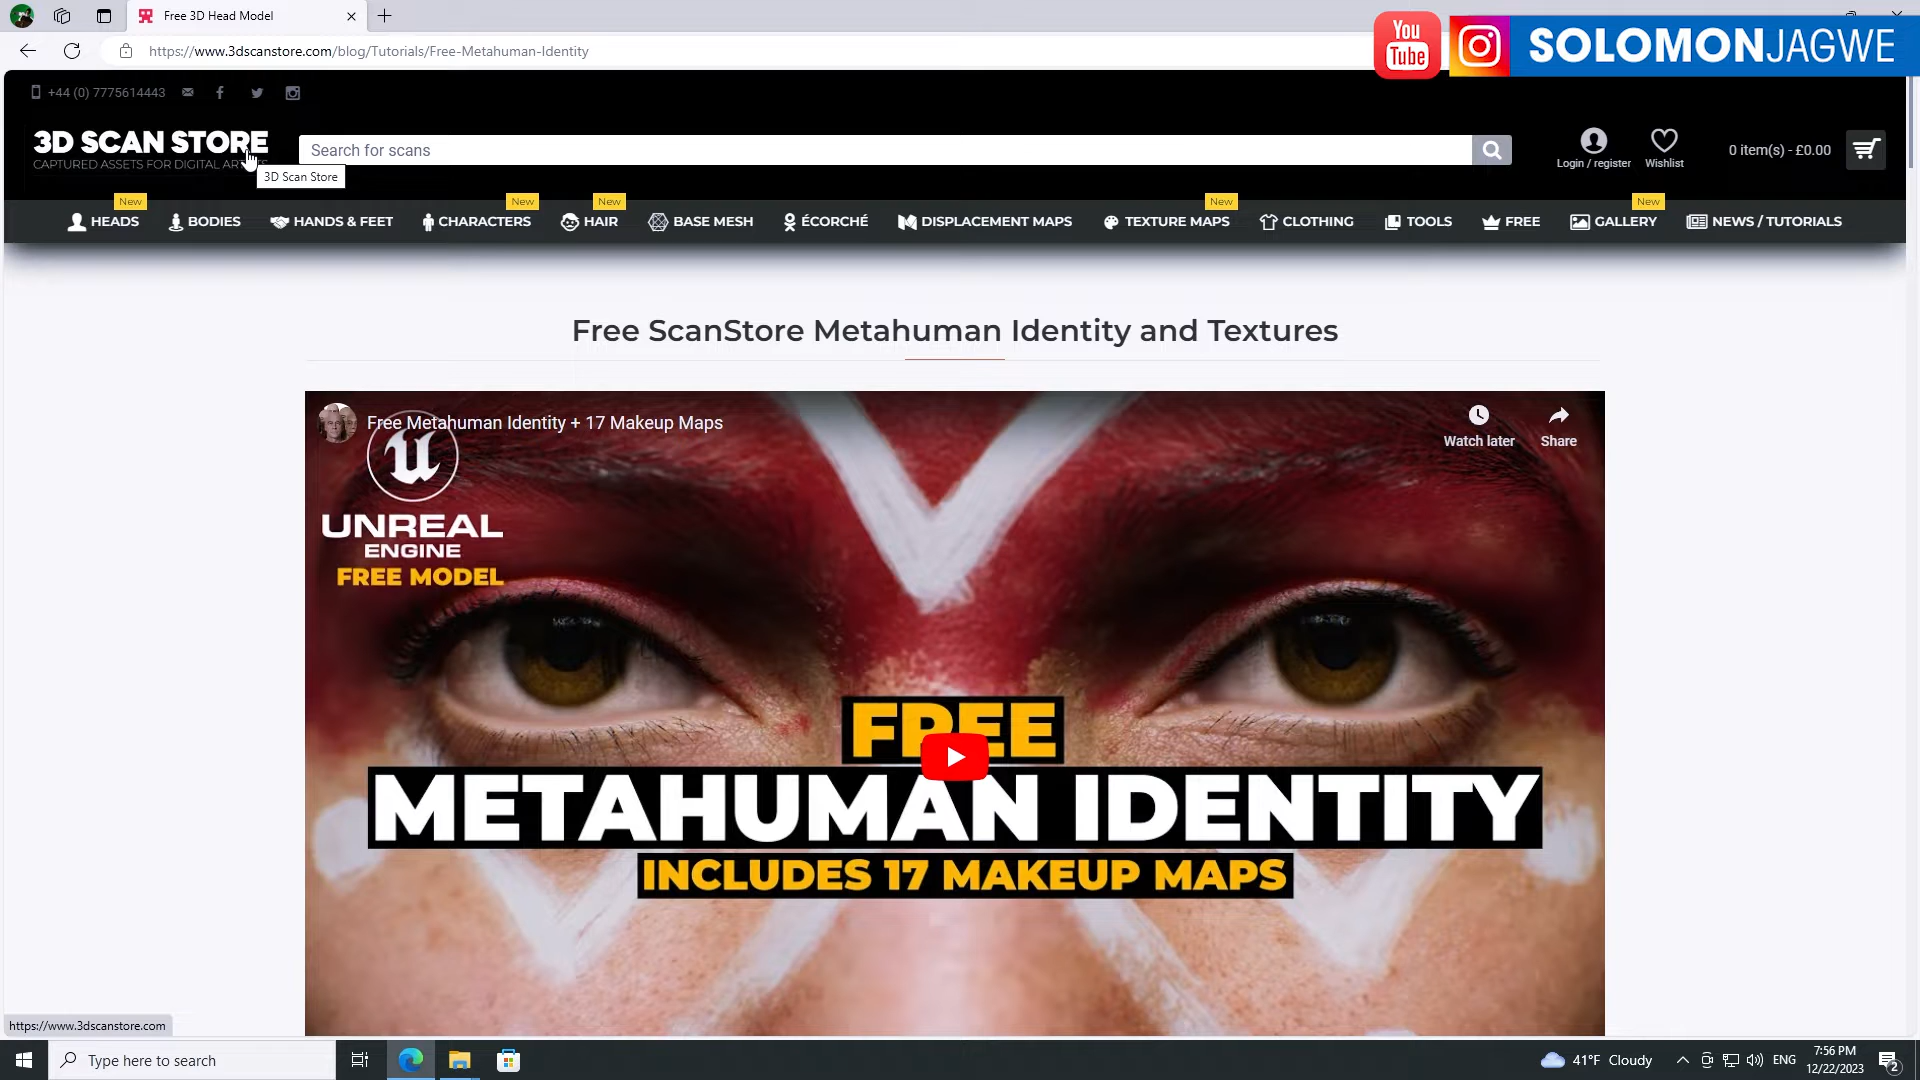 Free 3D Head Model
https://www.3dscanstore.com/blog/Tutorials/Free-Metahuman-Identity
You
Tube
SOLOMONJAGWE
+44 (0) 7775614443
3D SCAN STORE
CAPTURED ASSETS FOR DIGITAL
3D Scan Store
Search for scans
Login / register
Wishlist
0 item(s) - £0.00
New
New
New
New
New
HEADS
BODIES
HANDS & FEET
CHARACTERS
HAIR
BASE MESH
ÉCORCHÉ
DISPLACEMENT MAPS
TEXTURE MAPS
CLOTHING
TOOLS
FREE
GALLERY
NEWS / TUTORIALS
Free ScanStore Metahuman Identity and Textures
Free Metahuman Identity + 17 Makeup Maps
Watch later
Share
UNREAL
ENGINE
FREE MODEL
FREE
METAHUMAN IDENTITY
INCLUDES 17 MAKEUP MAPS
https://www.3dscanstore.com
Type here to search
41°F Cloudy
ENG
7:56 PM
12/22/2023
2